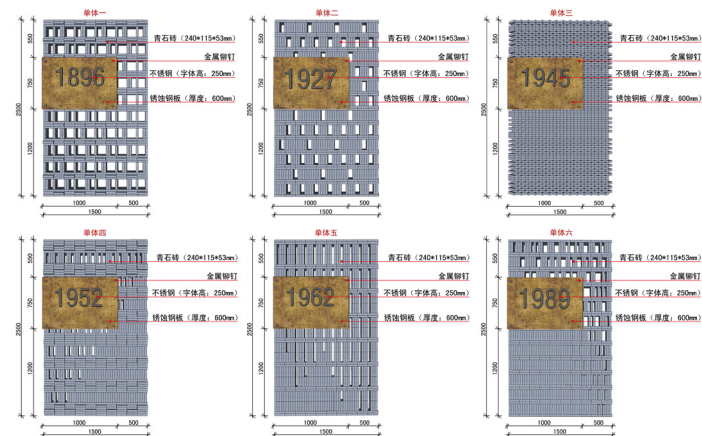 单体一
550
750
1200
2500
1896
青石砖（240*115*53mm）
金属铆钉
不锈钢（字体高：250mm）
锈蚀钢板（厚度：600mm）
1000
500
1500
单体二
550
750
1200
2500
1927
青石砖（240*115*53mm）
金属铆钉
不锈钢（字体高：250mm）
锈蚀钢板（厚度：600mm）
1000
500
1500
单体三
550
750
1200
2500
1945
青石砖（240*115*53mm）
金属铆钉
不锈钢（字体高：250mm）
锈蚀钢板（厚度：600mm）
1000
500
1500
单体四
550
750
1200
2500
1952
青石砖（240*115*53mm）
金属铆钉
不锈钢（字体高：250mm）
锈蚀钢板（厚度：600mm）
1000
500
1500
单体五
550
750
1200
2500
1962
青石砖（240*115*53mm）
金属铆钉
不锈钢（字体高：250mm）
锈蚀钢板（厚度：600mm）
1000
500
1500
单体六
550
750
1200
2500
1989
青石砖（240*115*53mm）
金属铆钉
不锈钢（字体高：250mm）
锈蚀钢板（厚度：600mm）
1000
500
1500